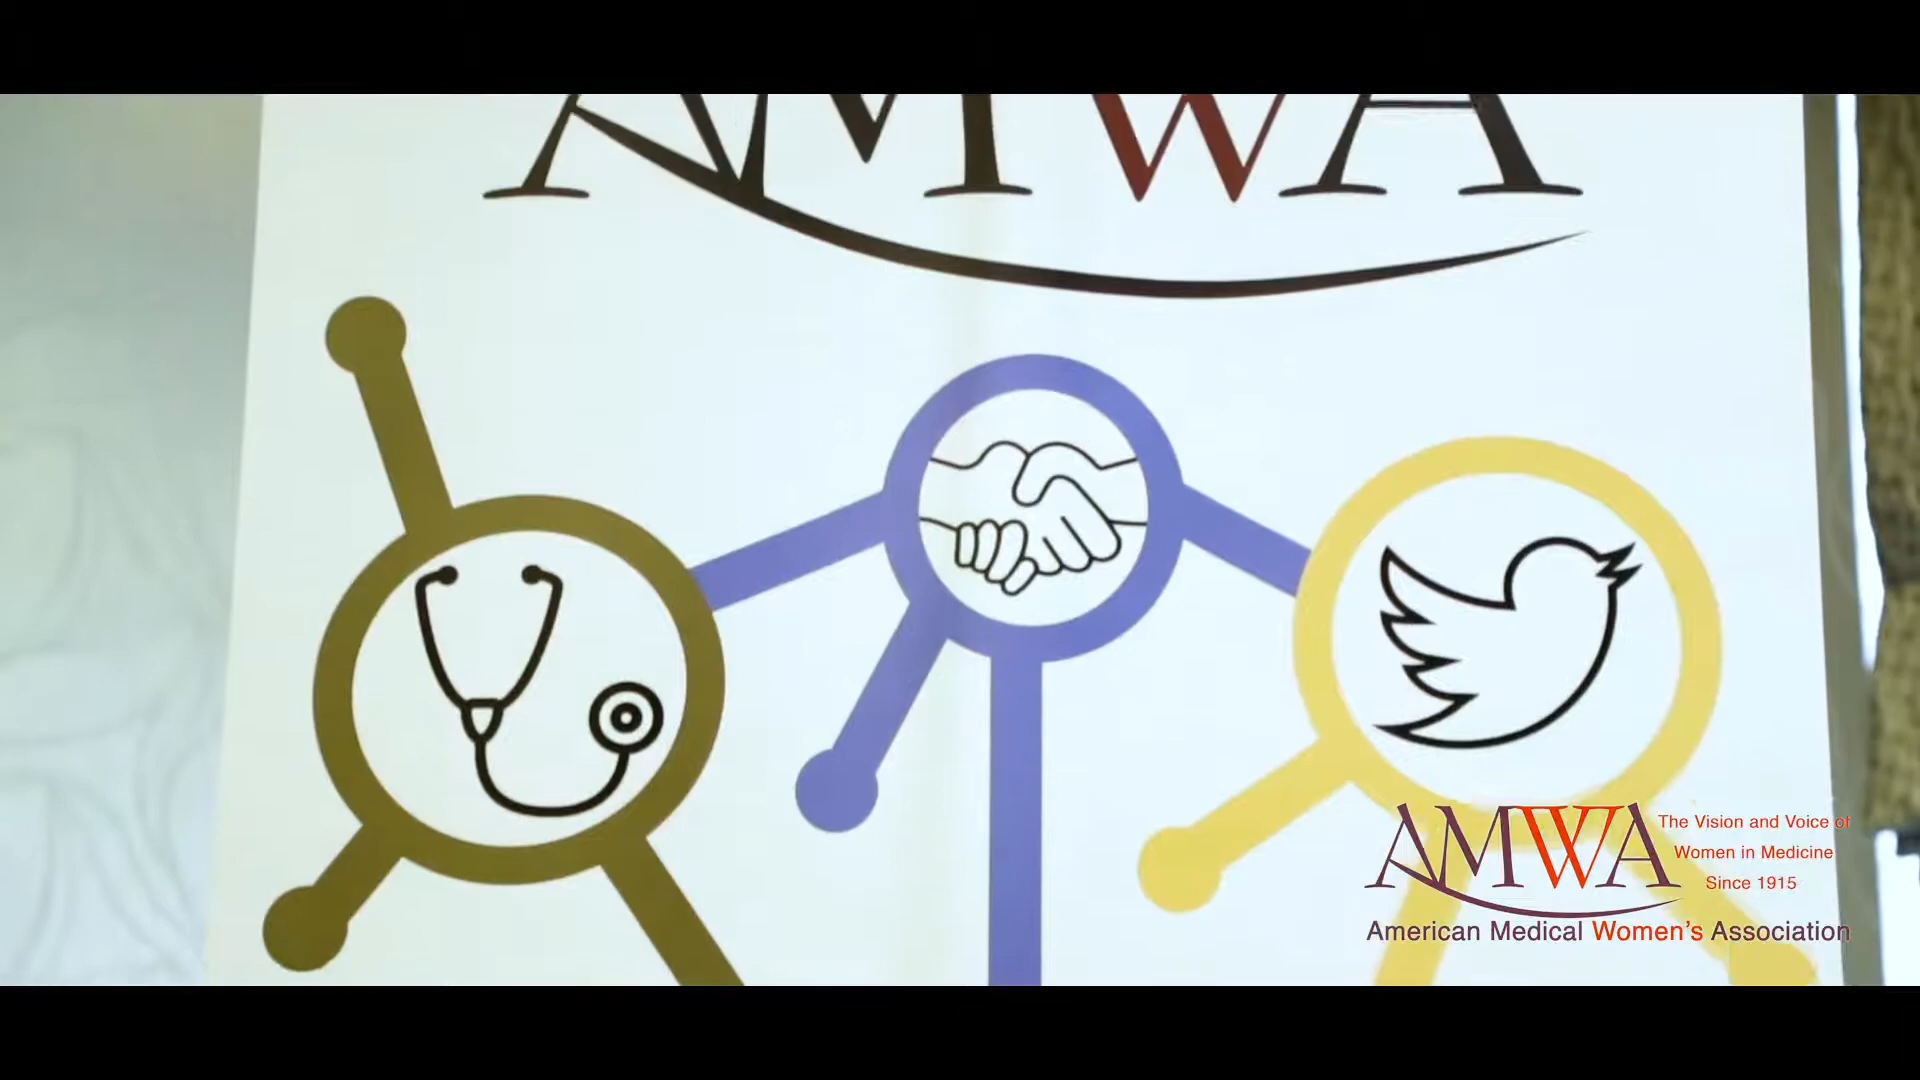 AMWA
AMWA
The Vision and Voice of
Women in Medicine
Since 1915
American Medical Women's Association